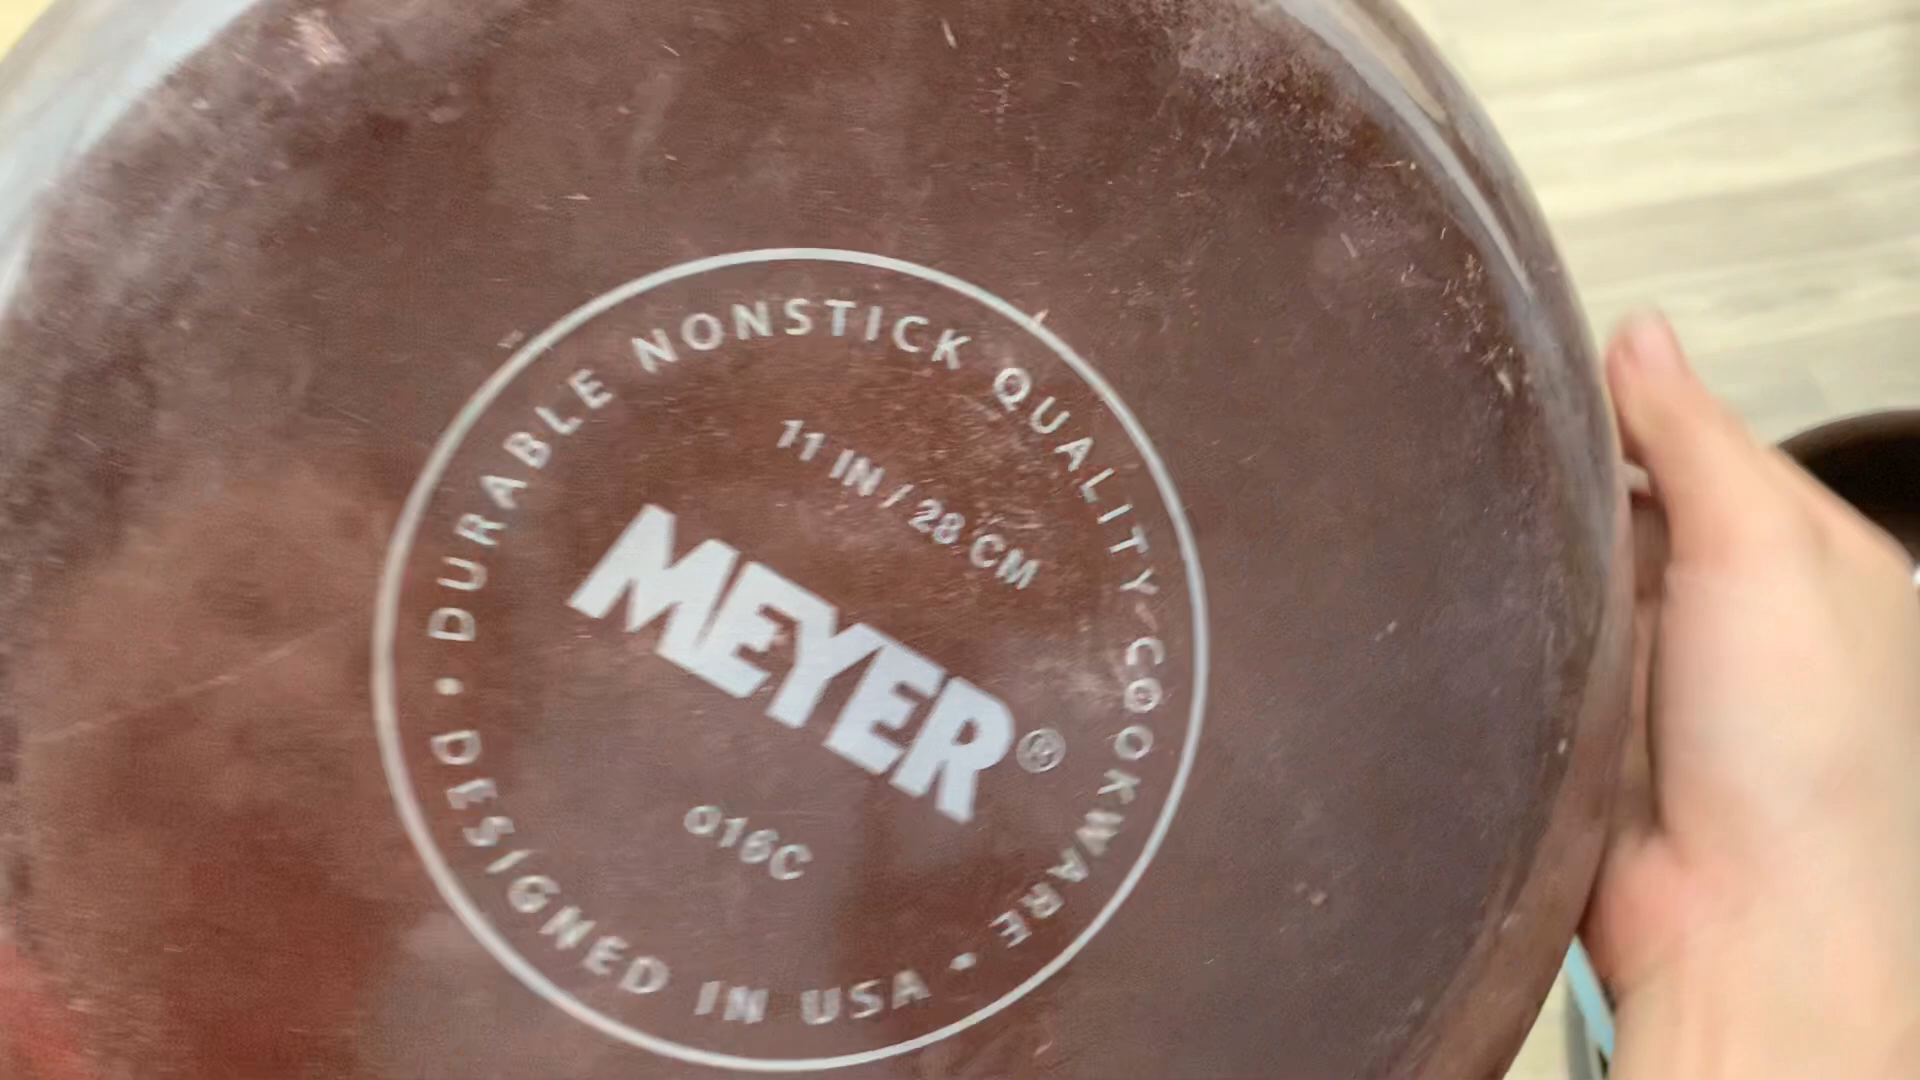 DURABLE NONSTICK QUALITY COOKWARE •
11 IN / 28 CM
MEYER®
016C
DESIGNED IN USA •